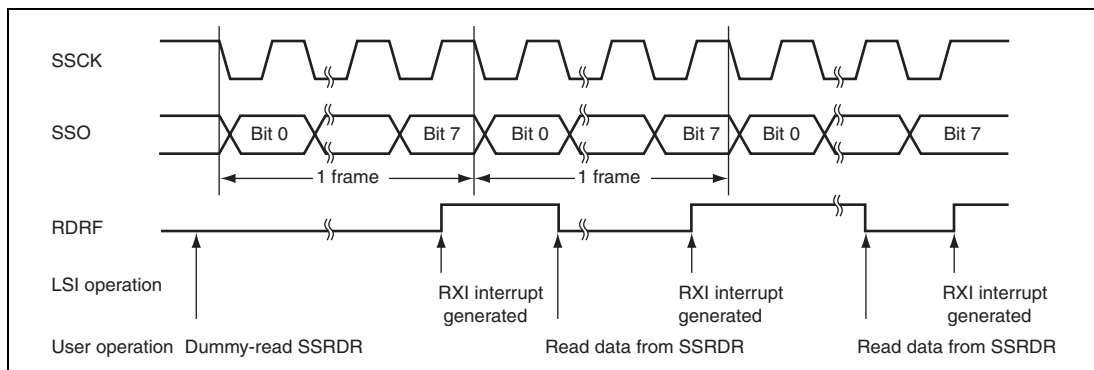 SSCK
SSO Bit 0 Bit 7 Bit 0 Bit 7 Bit 0 Bit 7
1 frame 1 frame
RDRF
LSI operation RXI interrupt generated RXI interrupt generated RXI interrupt generated
User operation Dummy-read SSRDR Read data from SSRDR Read data from SSRDR